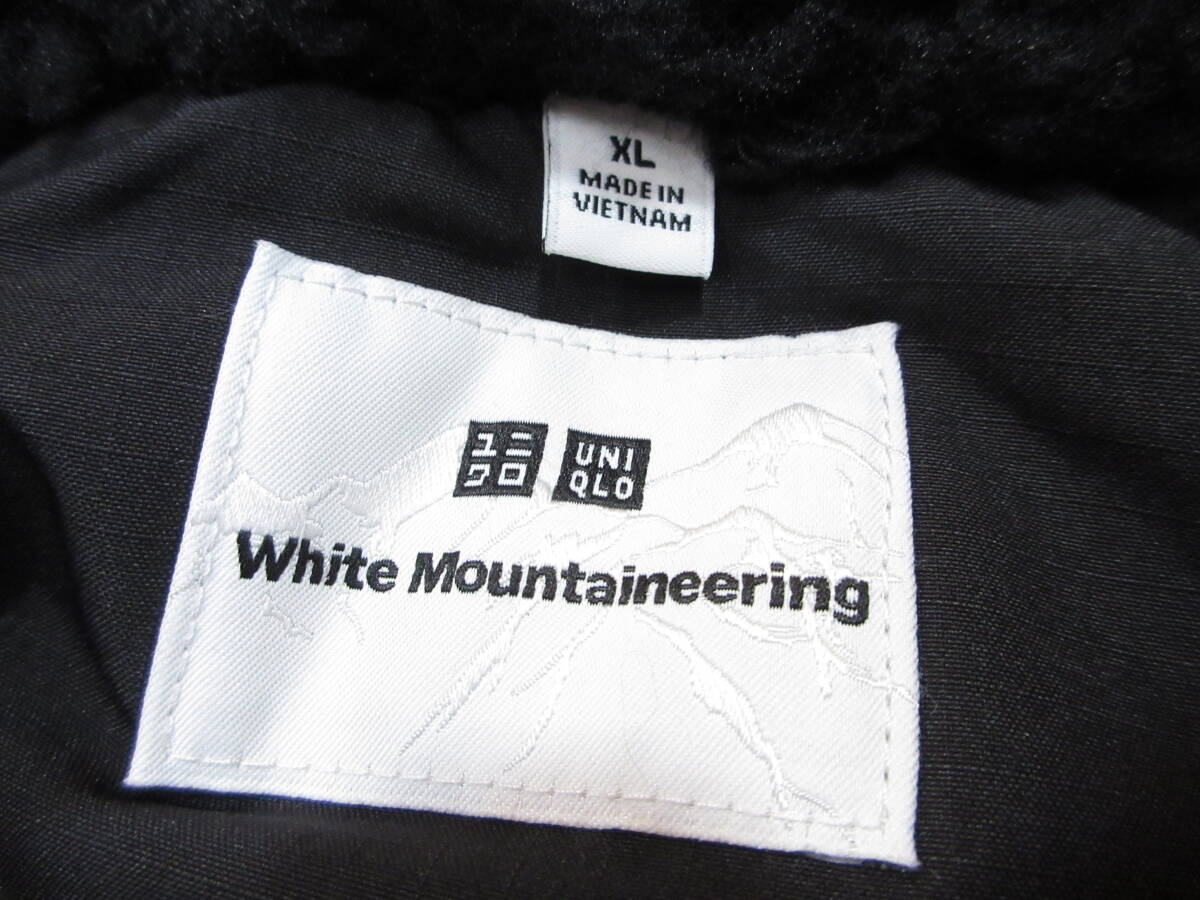 XL
MADE IN
VIETNAM
ユニ UNI
クロ QLO
White Mountaineering